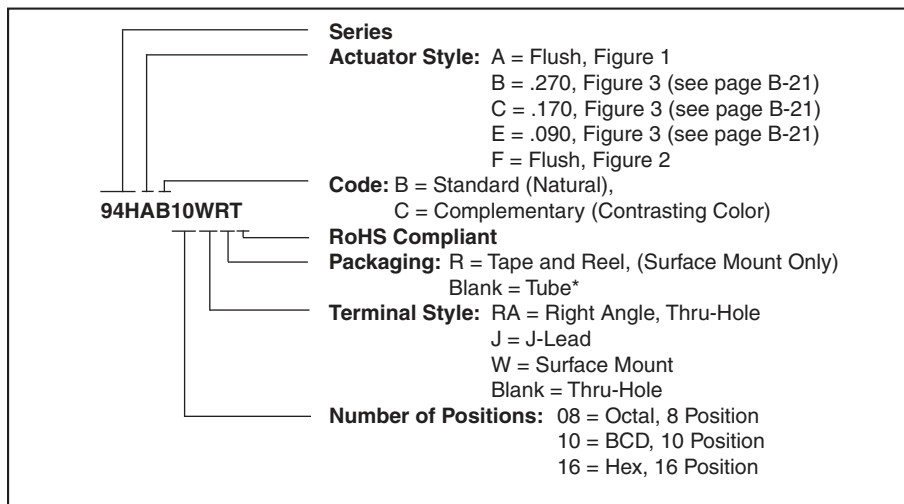 Series
Actuator Style: A = Flush, Figure 1
B = .270, Figure 3 (see page B-21)
C = .170, Figure 3 (see page B-21)
E = .090, Figure 3 (see page B-21)
F = Flush, Figure 2
Code: B = Standard (Natural),
C = Complementary (Contrasting Color)
94HAB10WRT
RoHS Compliant
Packaging: R = Tape and Reel, (Surface Mount Only)
Blank = Tube*
Terminal Style: RA = Right Angle, Thru-Hole
J = J-Lead
W = Surface Mount
Blank = Thru-Hole
Number of Positions: 08 = Octal, 8 Position
10 = BCD, 10 Position
16 = Hex, 16 Position